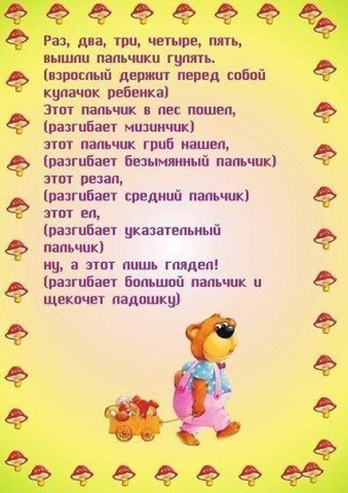 Раз, два, три, четыре, пять,
вышли пальчики гулять.
(взрослый держит перед собой
кулачок ребенка)
Этот пальчик в лес пошел,
(разгибает мизинчик)
этот пальчик гриб нашел,
(разгибает безымянный пальчик)
этот резал,
(разгибает средний пальчик)
этот ел,
(разгибает указательный
пальчик)
ну, а этот лишь глядел!
(разгибает большой пальчик и
щекочет ладошку)